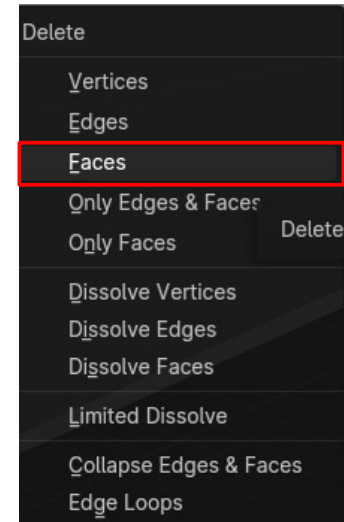 Delete
Vertices
Edges
Faces
Only Edges & Faces
Only Faces
Delete
Dissolve Vertices
Dissolve Edges
Dissolve Faces
Limited Dissolve
Collapse Edges & Faces
Edge Loops